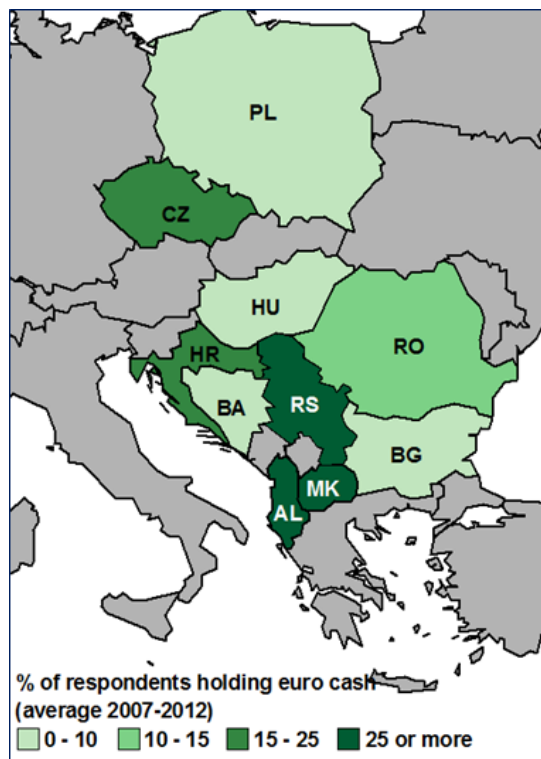 PL
CZ
HU
RO
HR
BA
RS
BG
MK
AL
% of respondents holding euro cash
(average 2007-2012)
0 - 10 10 - 15 15 - 25 25 or more